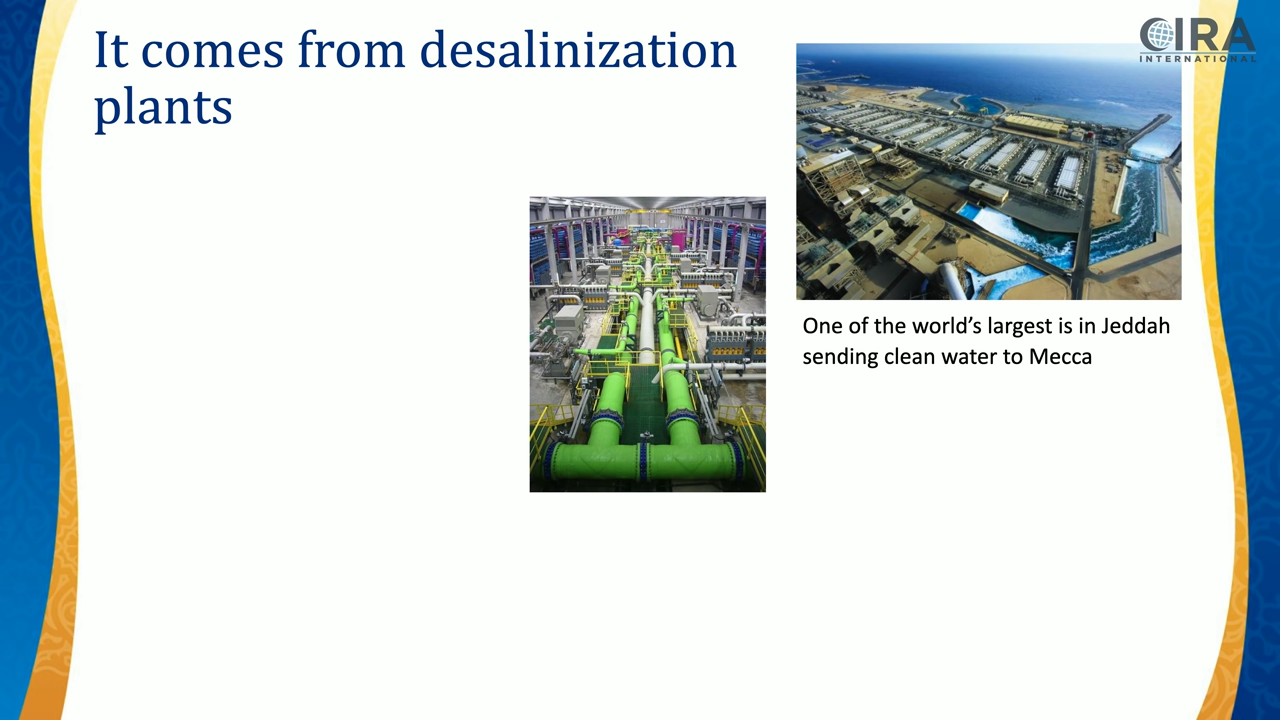 It comes from desalinization
plants
CIRA
INTERNATIONAL
One of the world’s largest is in Jeddah
sending clean water to Mecca